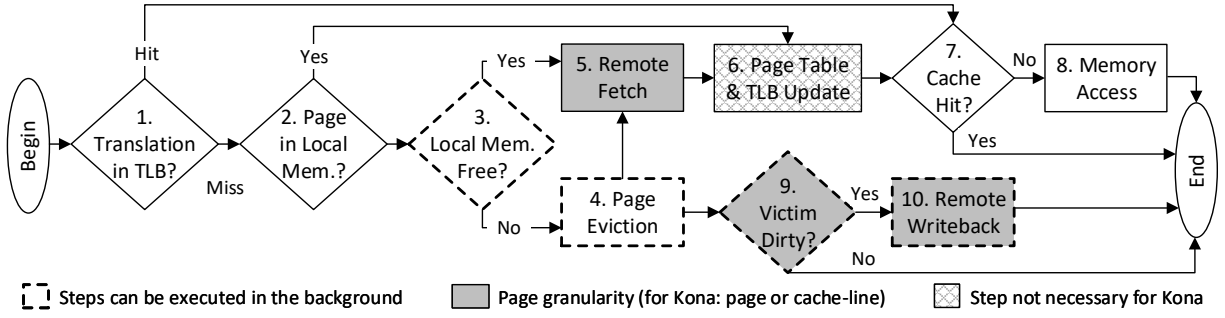 Begin
1.
Translation
in TLB?
Hit
Miss
2. Page
in Local
Mem.?
Yes
3.
Local Mem.
Free?
Yes
No
5. Remote
Fetch
4. Page
Eviction
6. Page Table
& TLB Update
9.
Victim
Dirty?
Yes
No
10. Remote
Writeback
7.
Cache
Hit?
No
Yes
8. Memory
Access
End
Steps can be executed in the background
Page granularity (for Kona: page or cache-line)
Step not necessary for Kona